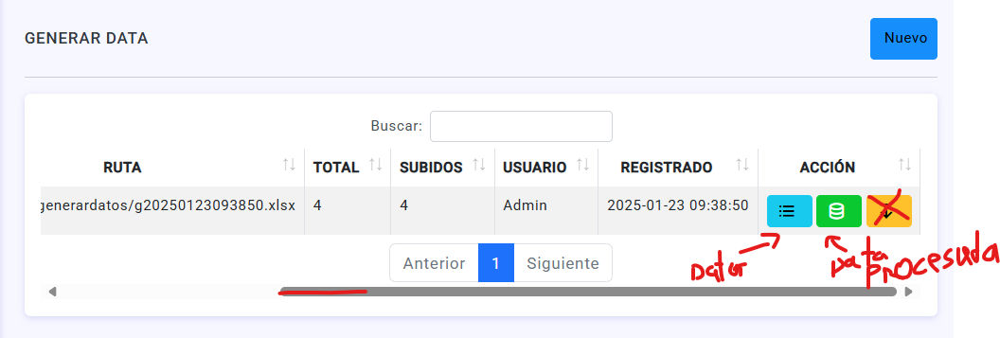 GENERAR DATA
Nuevo
Buscar:
RUTA TOTAL SUBIDOS USUARIO REGISTRADO ACCIÓN
generardatos/g20250123093850.xlsx 4 4 Admin 2025-01-23 09:38:50
Anterior 1 Siguiente
Dator
Data
procesada